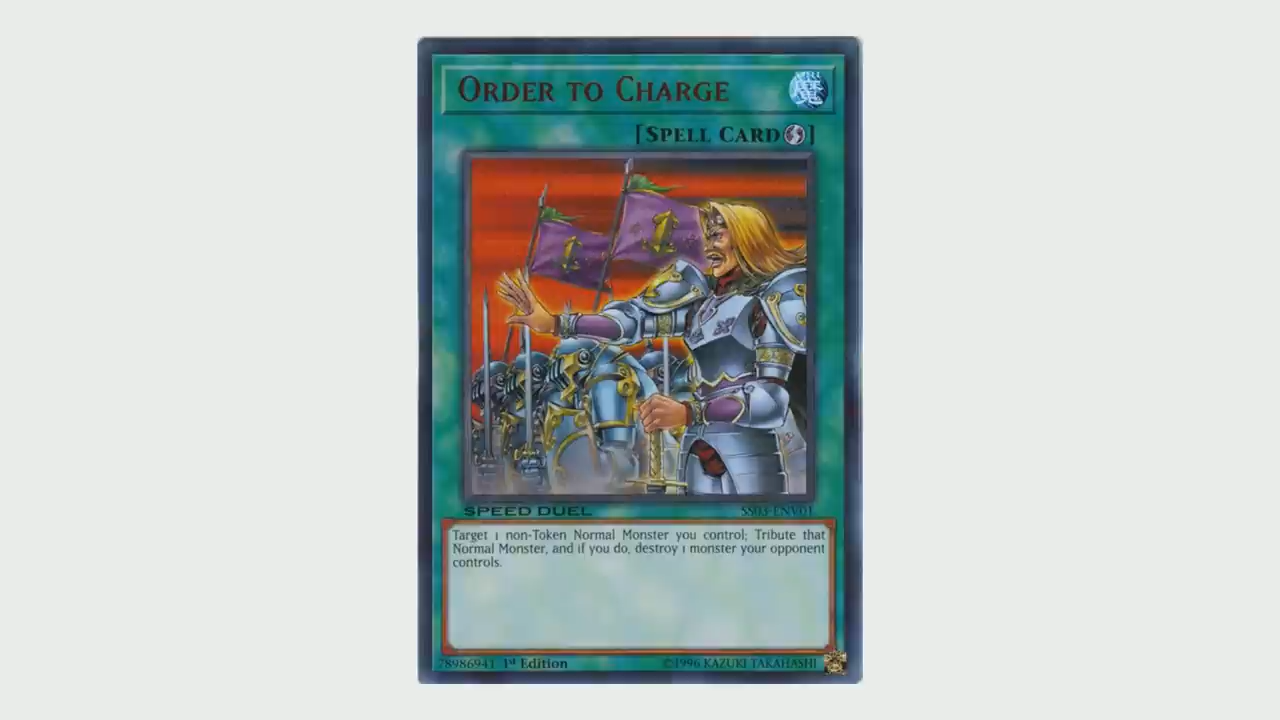 ORDER TO CHARGE
[SPELL CARD]
SPEED DUEL
SS03-ENV01
Target 1 non-Token Normal Monster you control; Tribute that
Normal Monster, and if you do, destroy 1 monster your opponent
controls.
78986941 1st Edition
©1996 KAZUKI TAKAHASHI